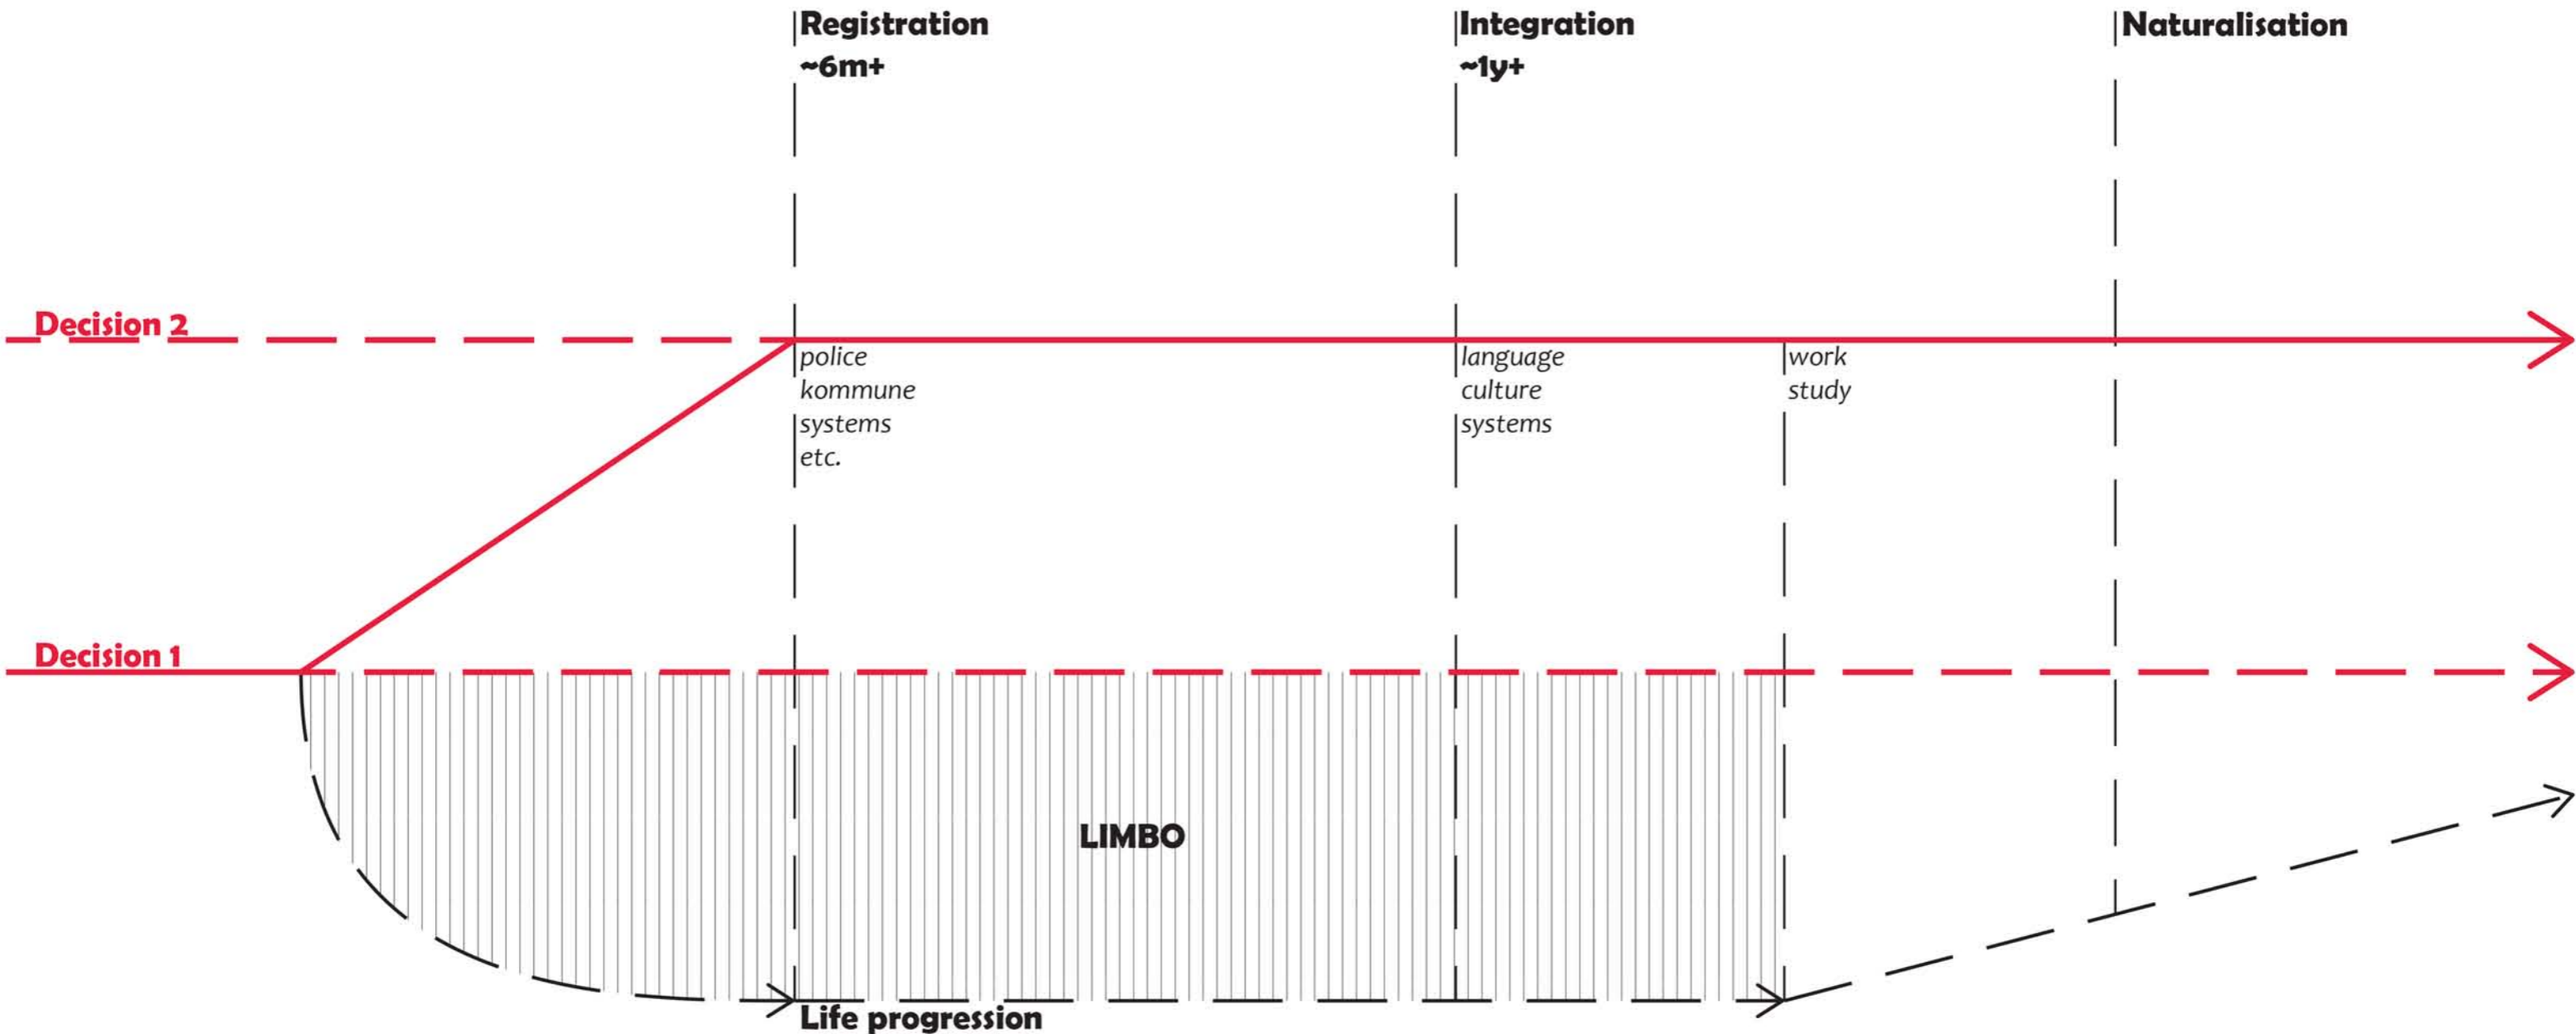 Registration
~6m+
Integration
~1y+
Naturalisation
Decision 2
police
kommune
systems
etc.
language
culture
systems
work
study
Decision 1
LIMBO
Life progression